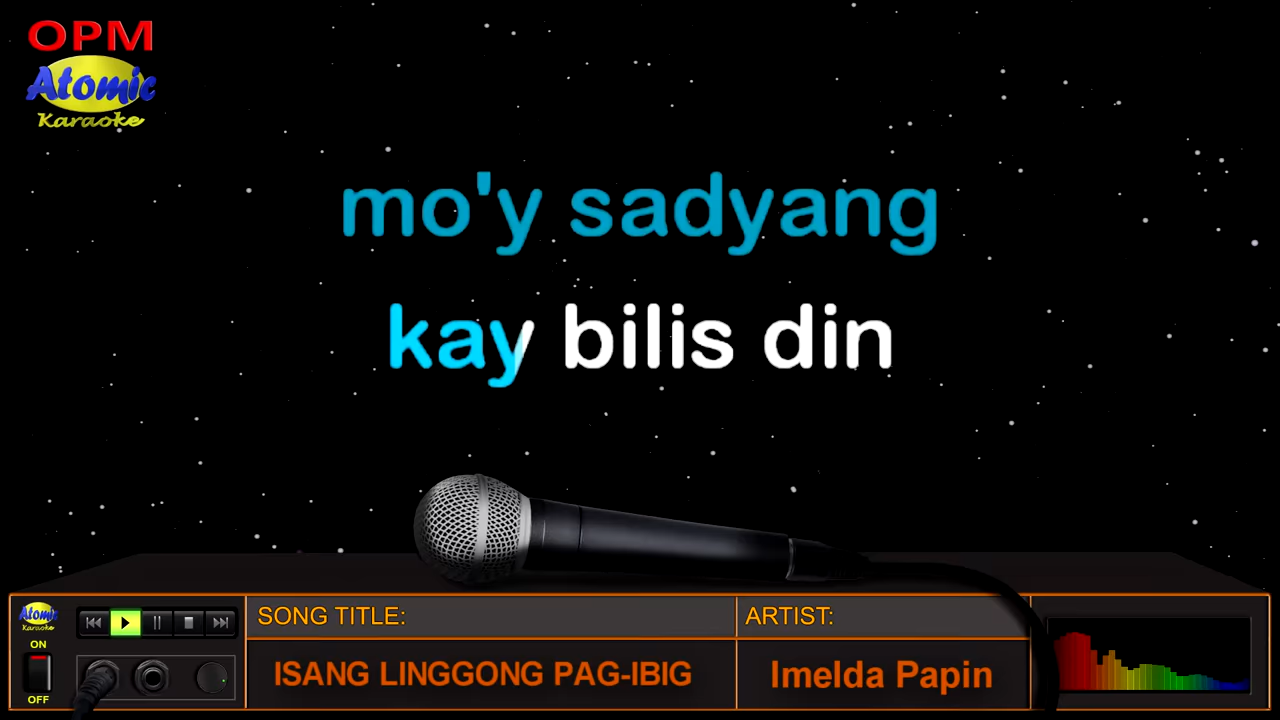 OPM
Atomic
Karaoke
mo'y sadyang
kay bilis din
Atomic
Karaoke
ON
OFF
SONG TITLE:
ISANG LINGGONG PAG-IBIG
ARTIST:
Imelda Papin